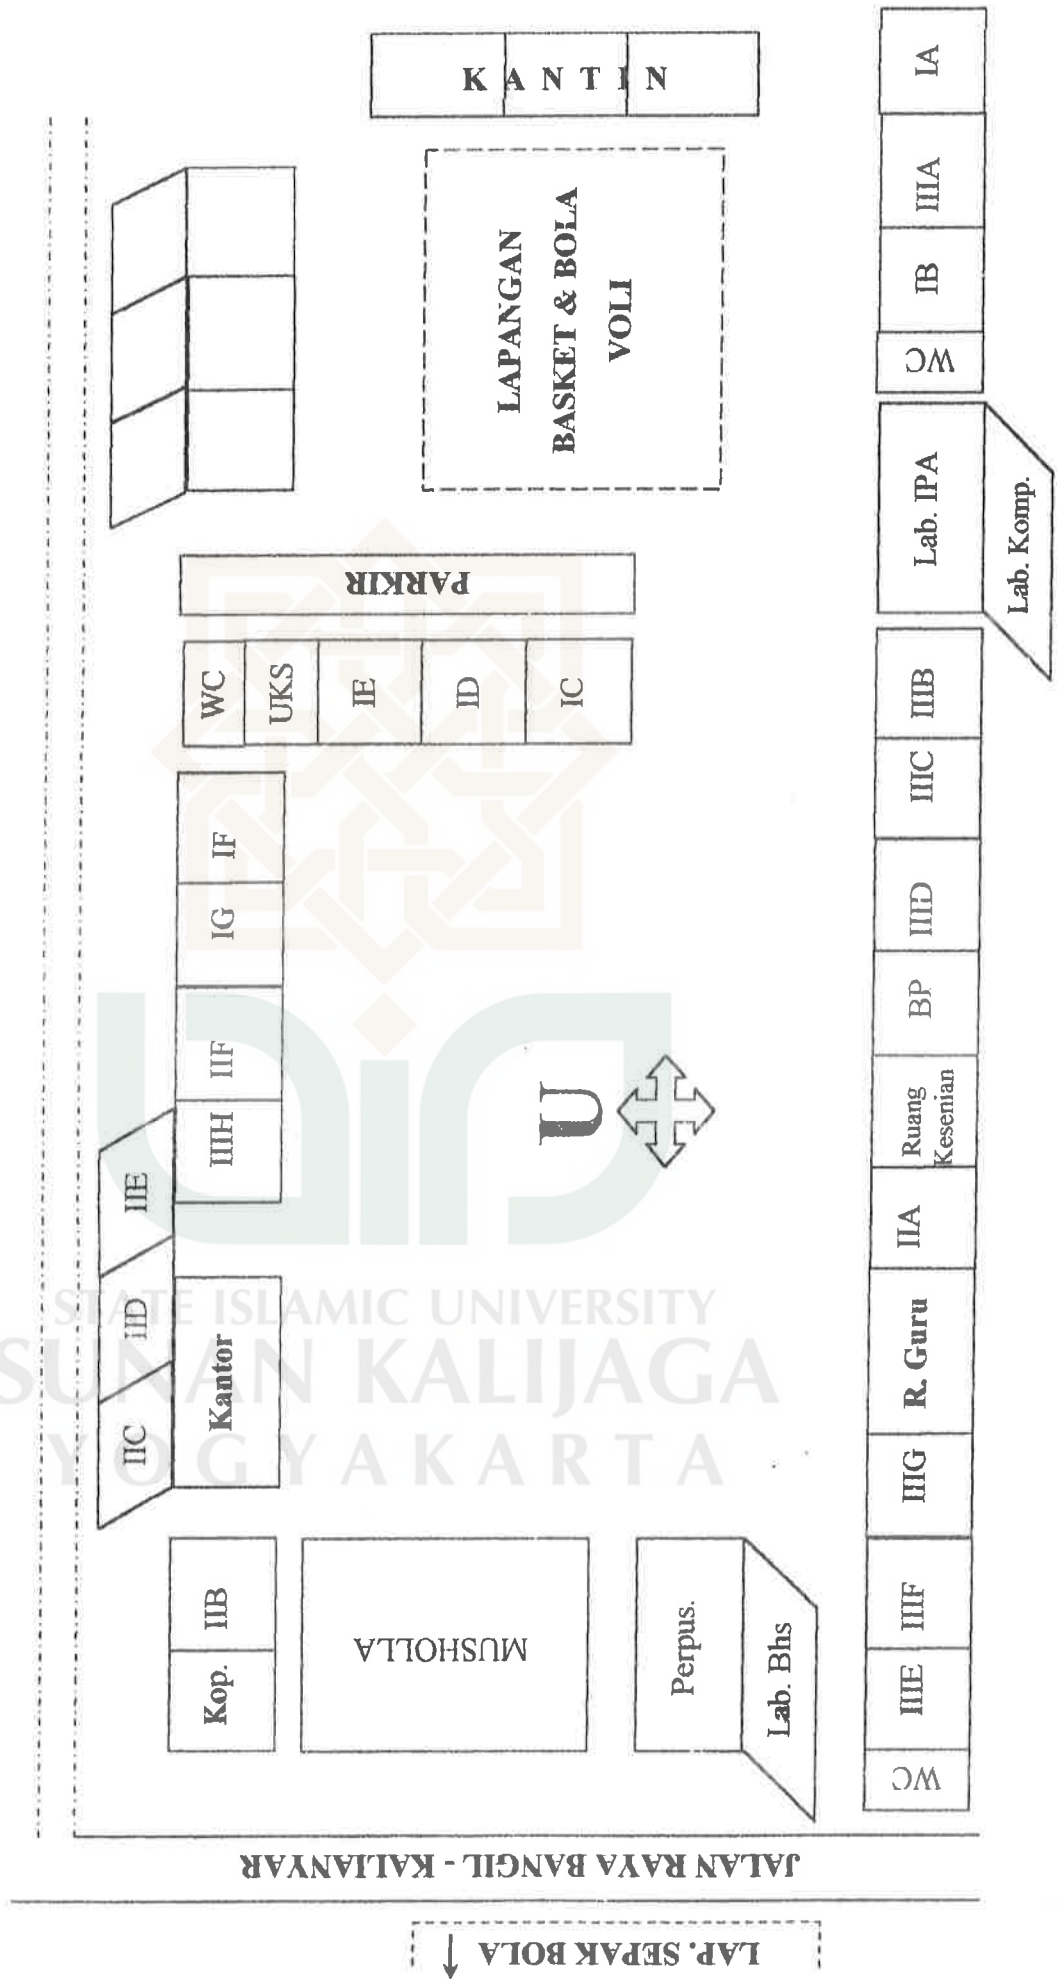 KANTIN
LAPANGAN
BASKET & BOLA
VOLI
IA
IIIA
IB
WC
Lab. IPA
Lab. Komp.
PARKIR
WC
UKS
IE
ID
IC
IF
IG
IIF
IIIH
IIE
IID
IIC
Kantor
U
IIIB
IIIC
IIID
BP
Ruang
Kesenian
IIA
R. Guru
IIIG
IIIF
IIIE
WC
IIB
Kop.
MUSHOLLA
Perpus.
Lab. Bhs
JALAN RAYA BANGIL - KALIANYAR
LAP. SEPAK BOLA
STATE ISLAMIC UNIVERSITY
SUNAN KALIJAGA
YOGYAKARTA